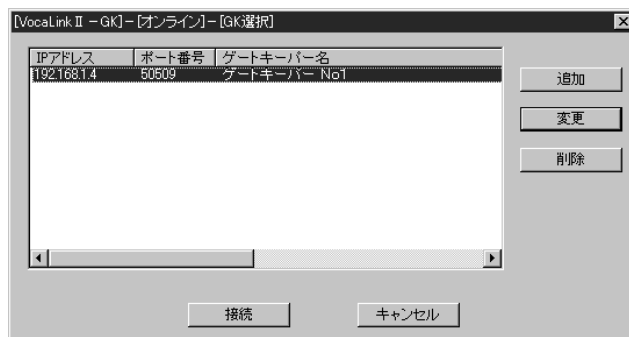 [VocaLinkⅡ－GK]－[オンライン]－[GK選択]
IPアドレス ポート番号 ゲートキーパー名
192.168.1.4 50509 ゲートキーパー No1
追加
変更
削除
接続 キャンセル